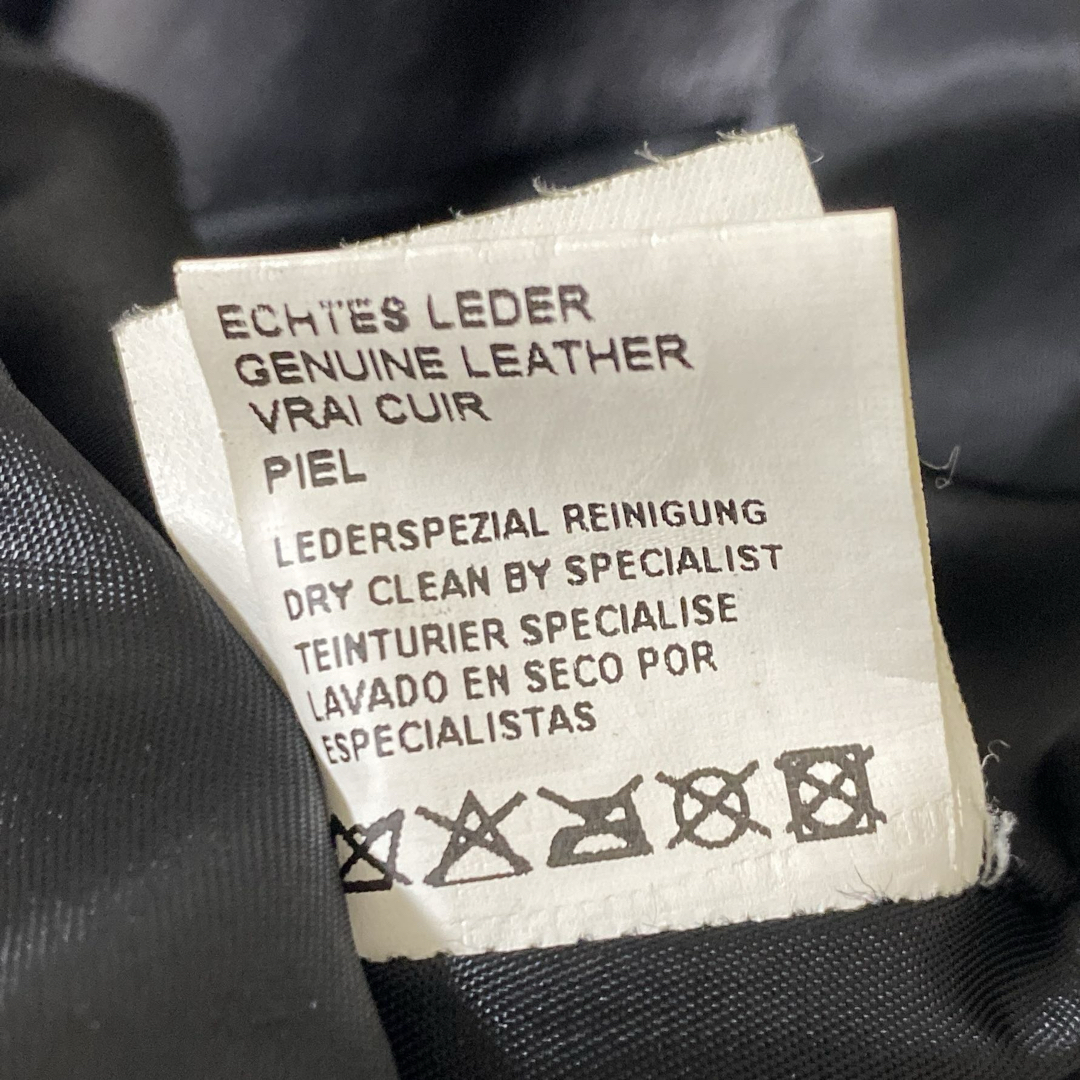 ECHTES LEDER
GENUINE LEATHER
VRAI CUIR
PIEL
LEDERSPEZIAL REINIGUNG
DRY CLEAN BY SPECIALIST
TEINTURIER SPECIALISE
LAVADO EN SECO POR
ESPECIALISTAS